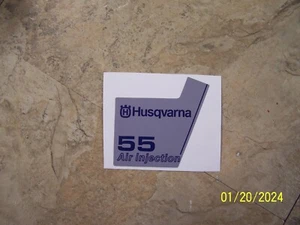 Husqvarna
55
Air Injection
01/20/2024